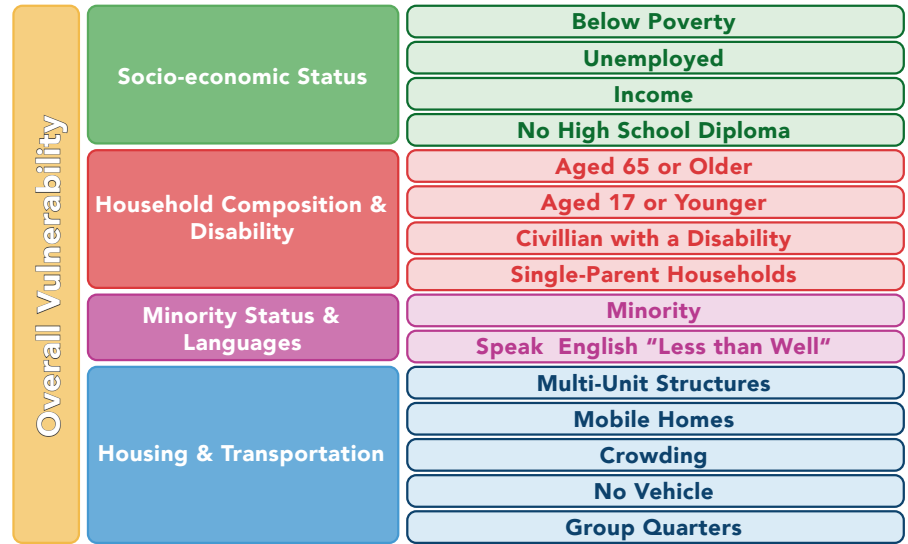 Overall Vulnerability
Socio-economic Status
Below Poverty
Unemployed
Income
No High School Diploma
Household Composition &
Disability
Aged 65 or Older
Aged 17 or Younger
Civillian with a Disability
Single-Parent Households
Minority Status &
Languages
Minority
Speak English “Less than Well”
Housing & Transportation
Multi-Unit Structures
Mobile Homes
Crowding
No Vehicle
Group Quarters